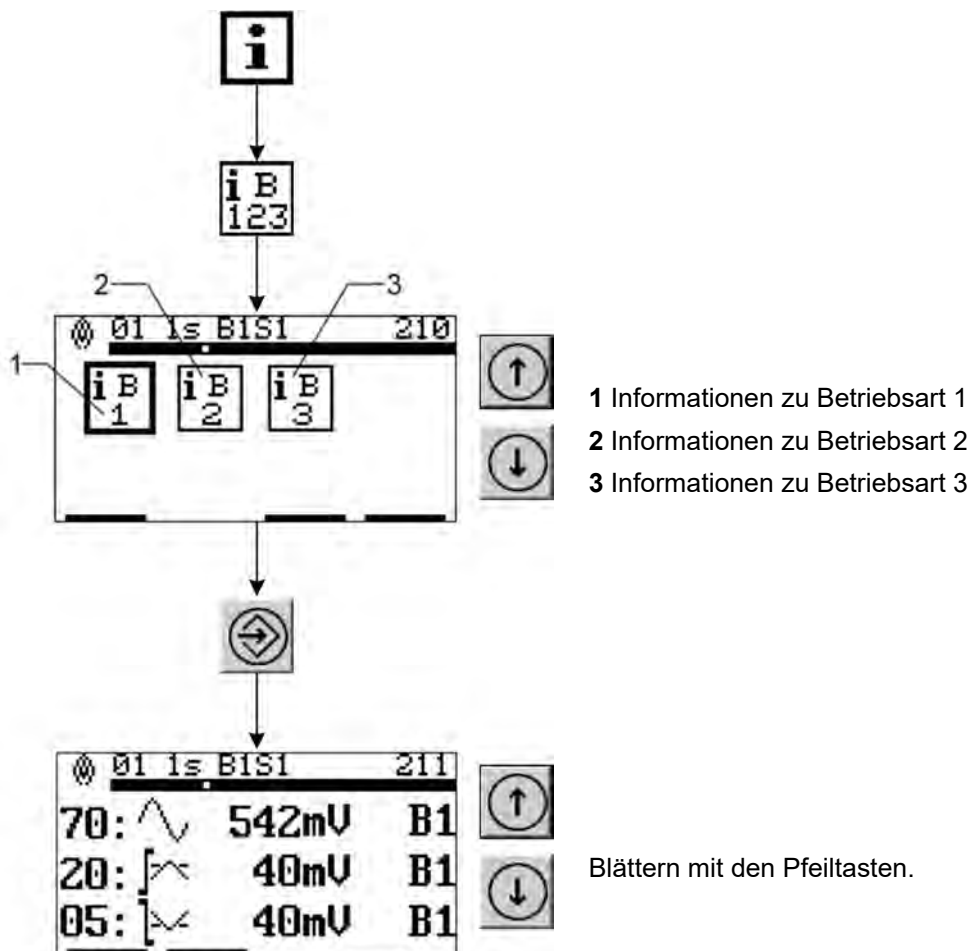 i
i B
123
2
3
01 1s B1S1 210
1
i B
1
i B
2
i B
3
1 Informationen zu Betriebsart 1
2 Informationen zu Betriebsart 2
3 Informationen zu Betriebsart 3
01 1s B1S1 211
70: 542mV B1
20: 40mV B1
05: 40mV B1
Blättern mit den Pfeiltasten.